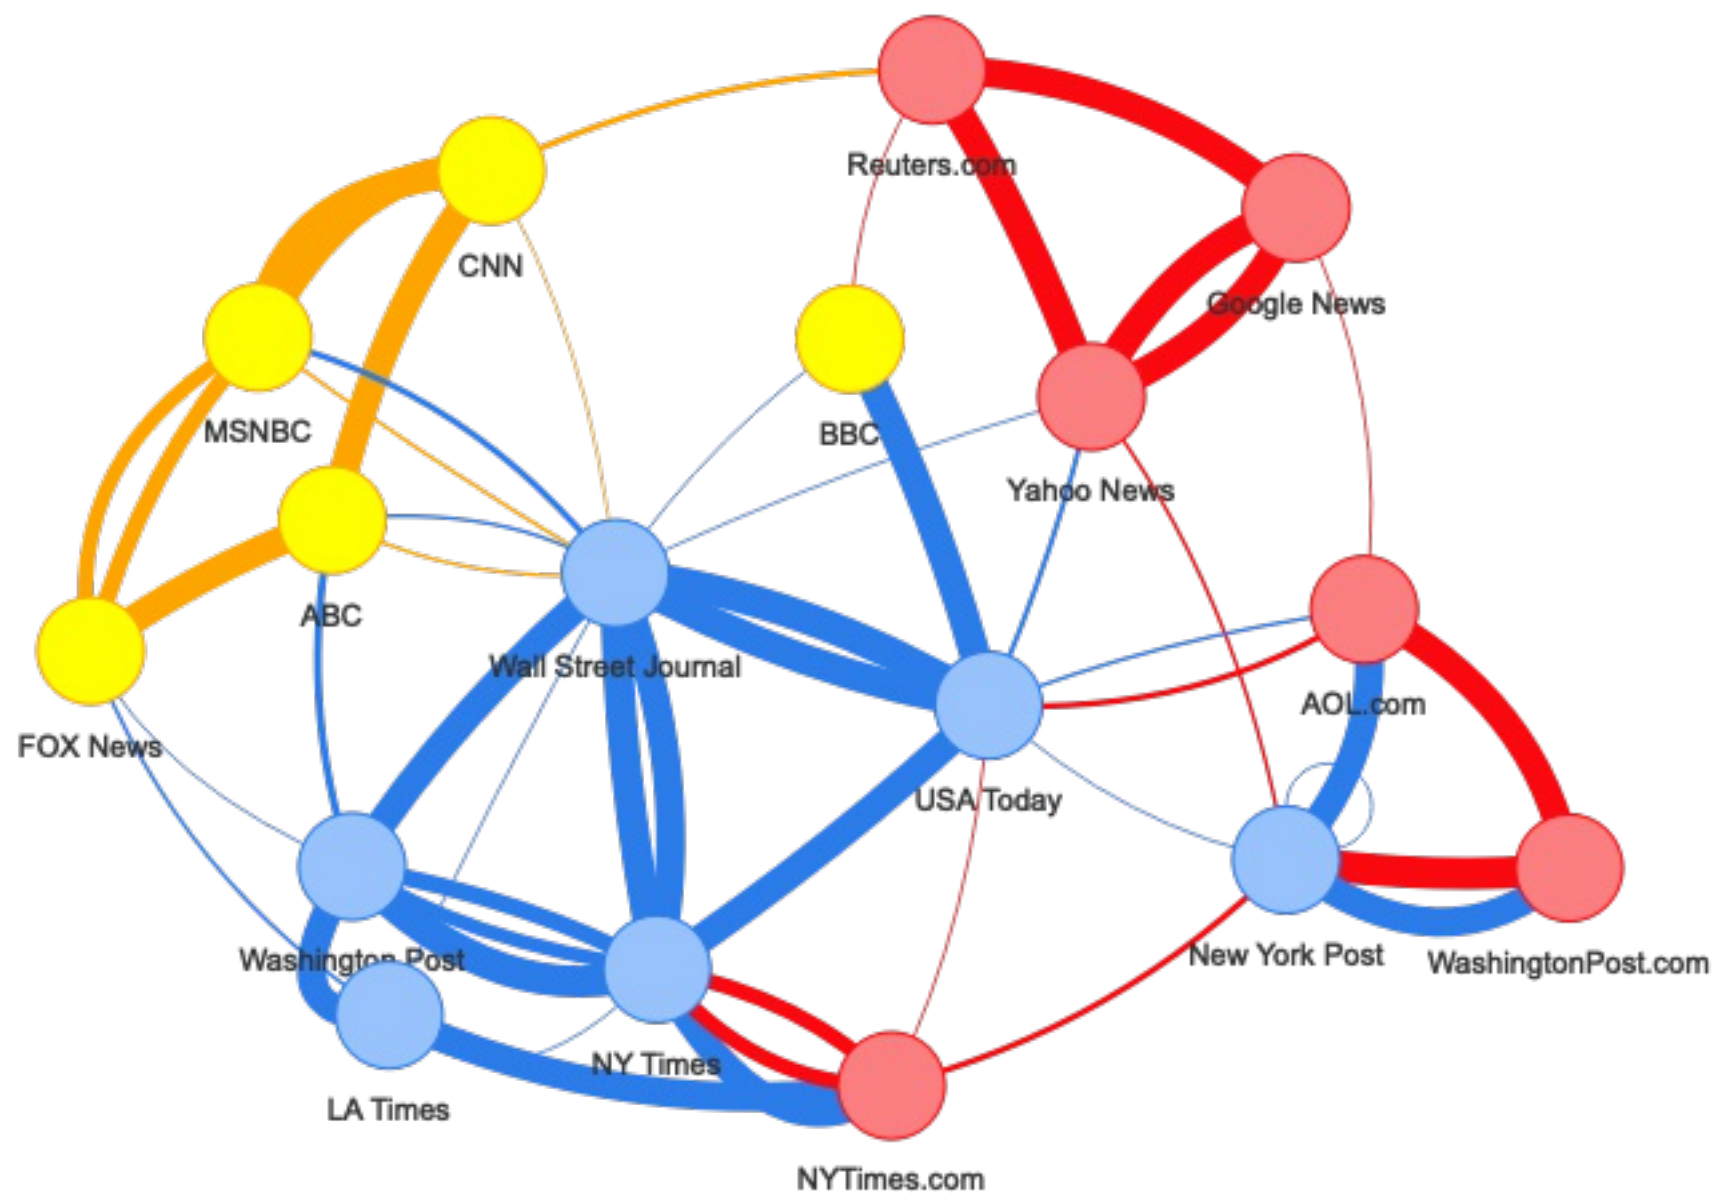 Reuters.com
CNN
Google News
MSNBC
BBC
Yahoo News
ABC
Wall Street Journal
AOL.com
FOX News
USA Today
Washington Post
New York Post
WashingtonPost.com
NY Times
LA Times
NYTimes.com